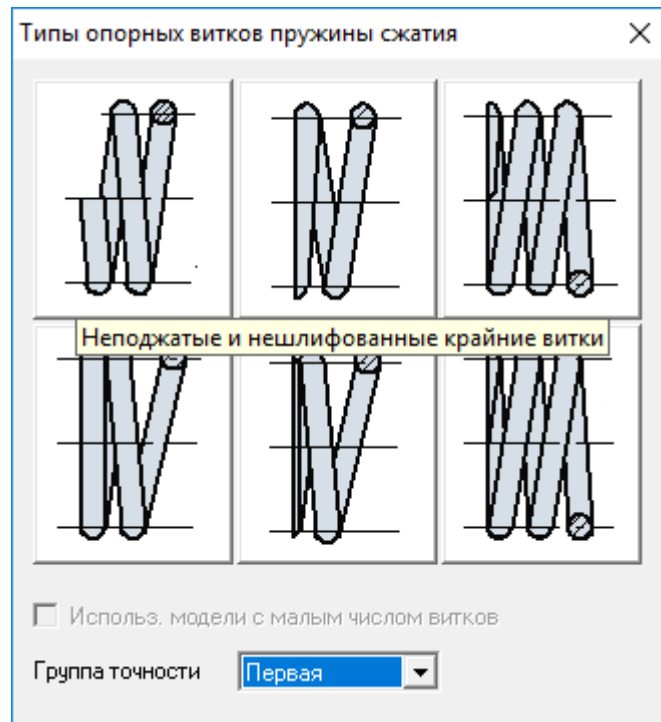 Типы опорных витков пружины сжатия
Неподжатые и нешлифованные крайние витки
Использ. модели с малым числом витков
Группа точности
Первая